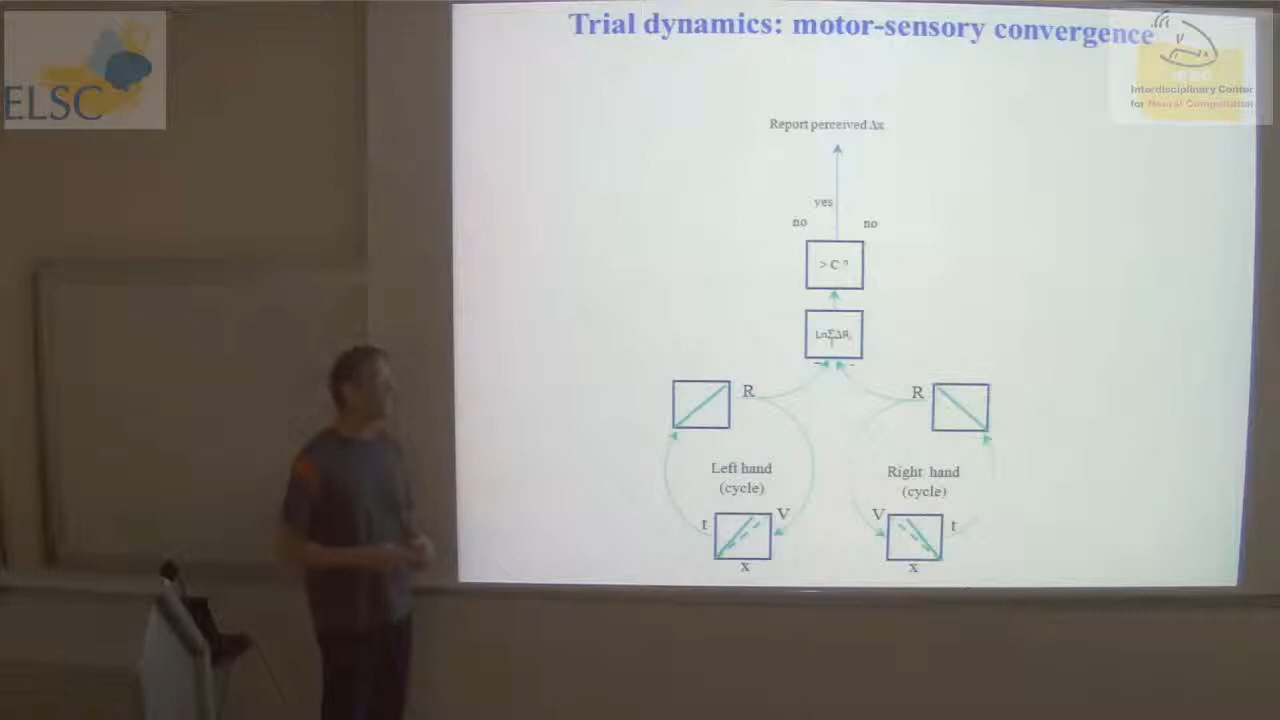 Trial dynamics: motor-sensory convergence
ELSC
Interdisciplinary Center
for Neural Computation
Report perceived Δx
yes
no
no
> C ?
R
R
Left hand
(cycle)
Right hand
(cycle)
t
V
V
t
x
x